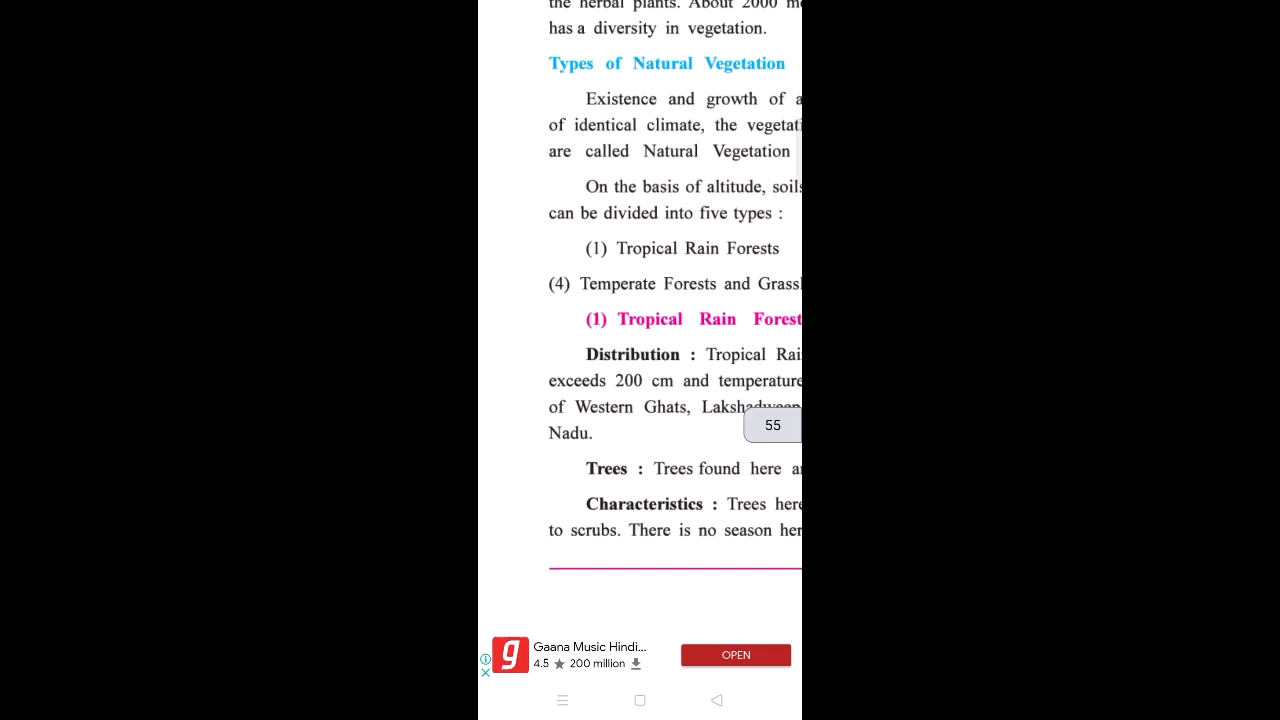 the herbal plants. About 2000
has a diversity in vegetation.
Types of Natural Vegetation
Existence and growth of
of identical climate, the
are called Natural Vegetation
On the basis of altitude,
can be divided into five types :
(1) Tropical Rain Forests
(4) Temperate Forests and
(1) Tropical Rain
Distribution : Tropical
exceeds 200 cm and temperature
of Western Ghats,
Nadu.
55
Trees : Trees found here
Characteristics : Trees here
to scrubs. There is no season
Gaana Music Hindi...
4.5 ★ 200 million
OPEN